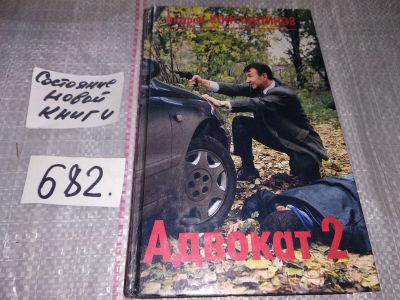 Андрей КОНСТАНТИНОВ
Состояние
новой
книги
682.
Адвокат 2